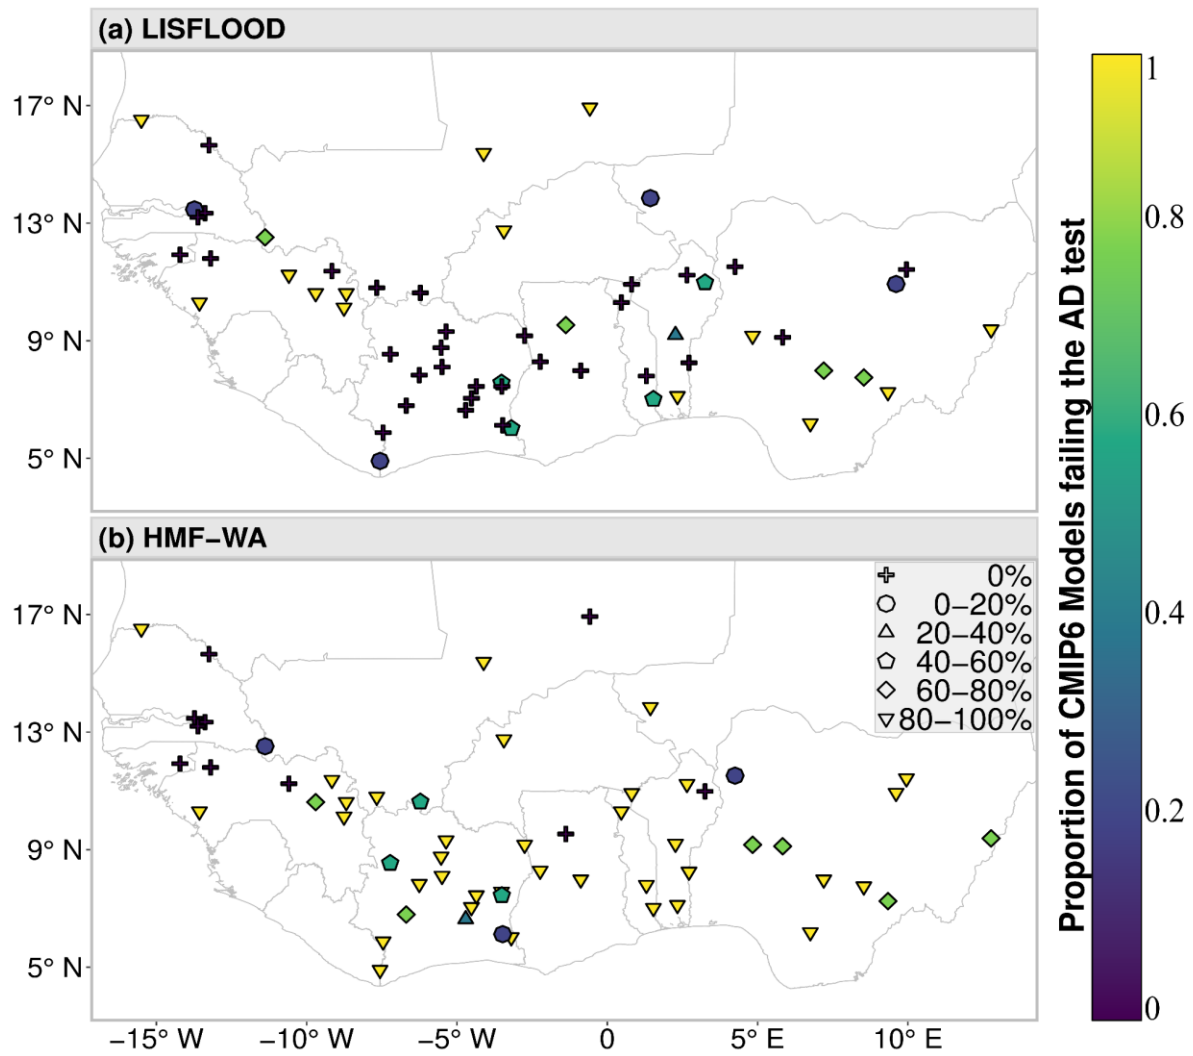 (a) LISFLOOD
17° N
13° N
9° N
5° N
(b) HMF−WA
0%
0−20%
20−40%
40−60%
60−80%
80−100%
17° N
13° N
9° N
5° N
−15° W
−10° W
−5° W
0
5° E
10° E
Proportion of CMIP6 Models failing the AD test
1
0.8
0.6
0.4
0.2
0